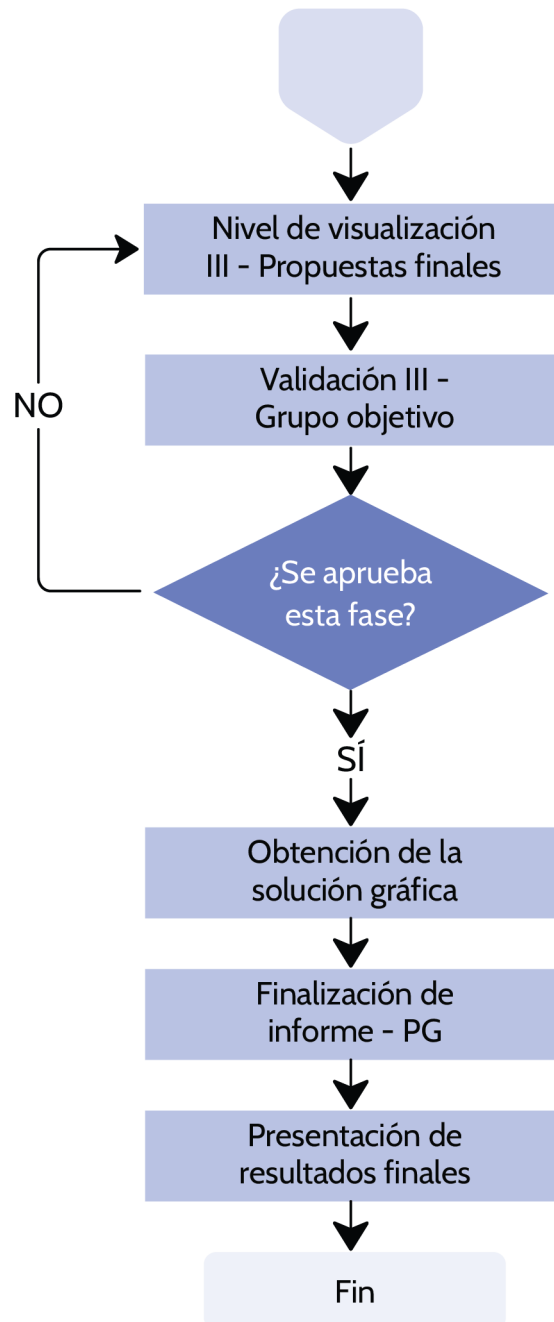 Nivel de visualización
III - Propuestas finales
Validación III -
Grupo objetivo
NO
¿Se aprueba
esta fase?
SÍ
Obtención de la
solución gráfica
Finalización de
informe - PG
Presentación de
resultados finales
Fin